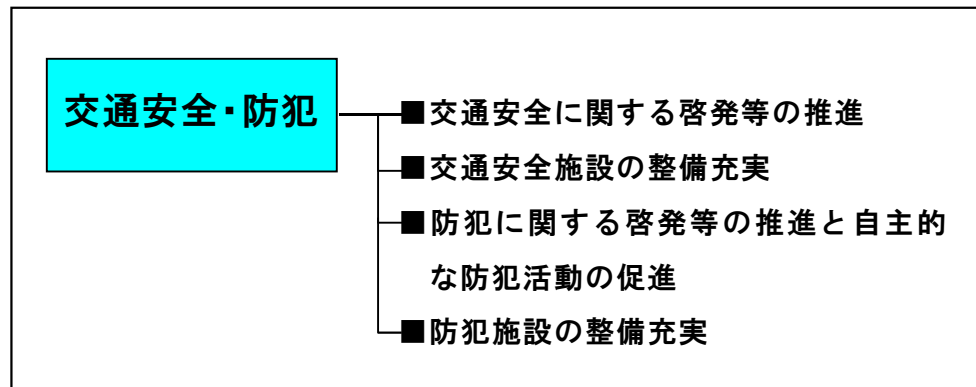 交通安全・防犯
■交通安全に関する啓発等の推進
■交通安全施設の整備充実
■防犯に関する啓発等の推進と自主的
な防犯活動の促進
■防犯施設の整備充実